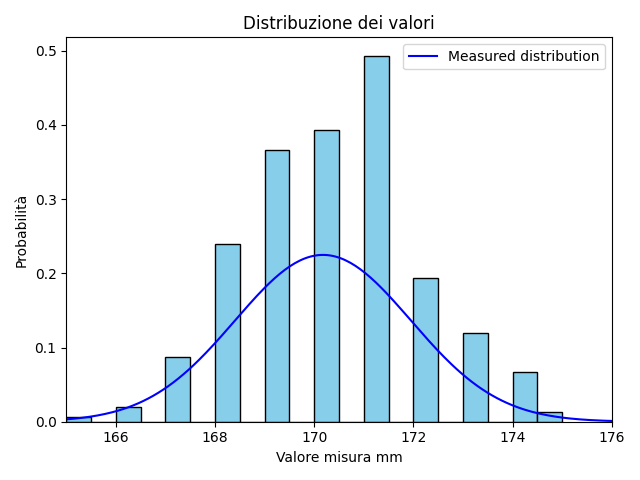 Distribuzione dei valori
Measured distribution
0.5
0.4
0.3
0.2
0.1
0.0
Probabilità
166 168 170 172 174 176
Valore misura mm